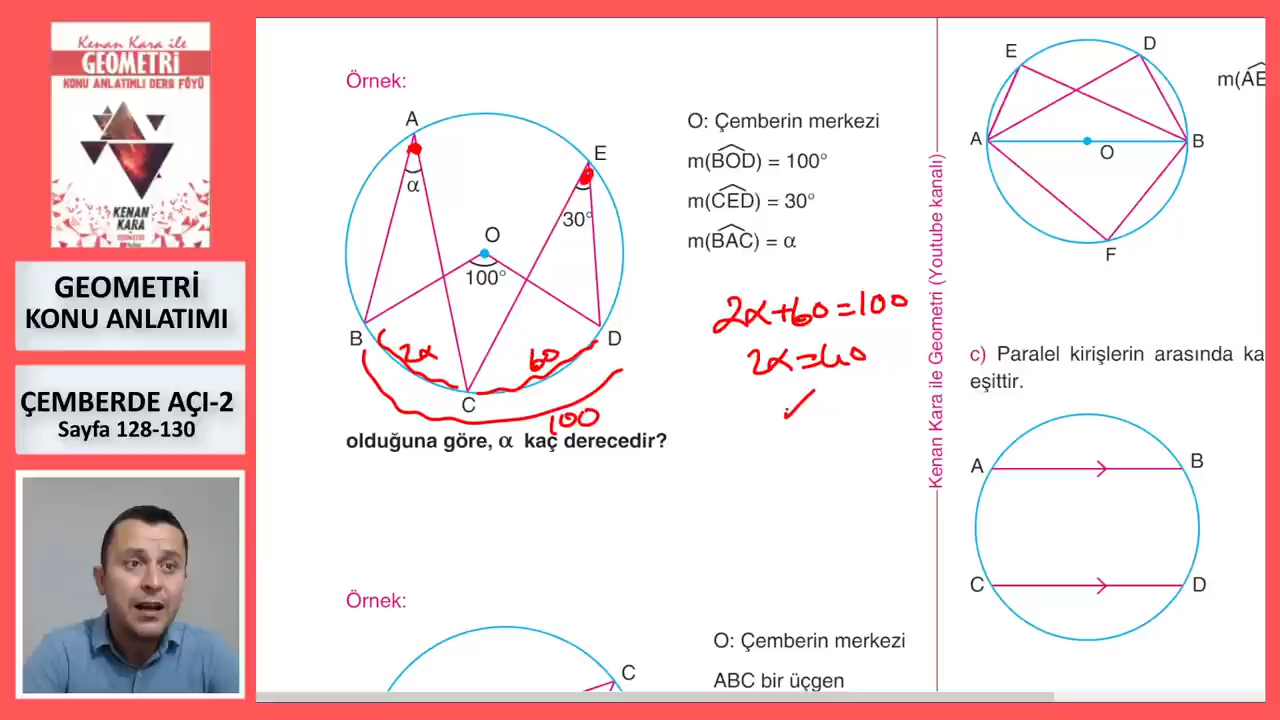 Kenan Kara ile
GEOMETRİ
KONU ANLATIMLI DERS FÖYÜ
KENAN
KARA
GEOMETRİ
KONU ANLATIMI
ÇEMBERDE AÇI-2
Sayfa 128-130
Örnek:
A
E
α
30°
O
100°
B
D
C
2α
60
100
O: Çemberin merkezi
m(BOD) = 100°
m(CED) = 30°
m(BAC) = α
2α+60=100
2α=40
olduğuna göre, α kaç derecedir?
Örnek:
C
O: Çemberin merkezi
ABC bir üçgen
Kenan Kara ile Geometri (Youtube kanalı)
E
D
m(AE
A
O
B
F
c) Paralel kirişlerin arasında ka
eşittir.
A
B
C
D